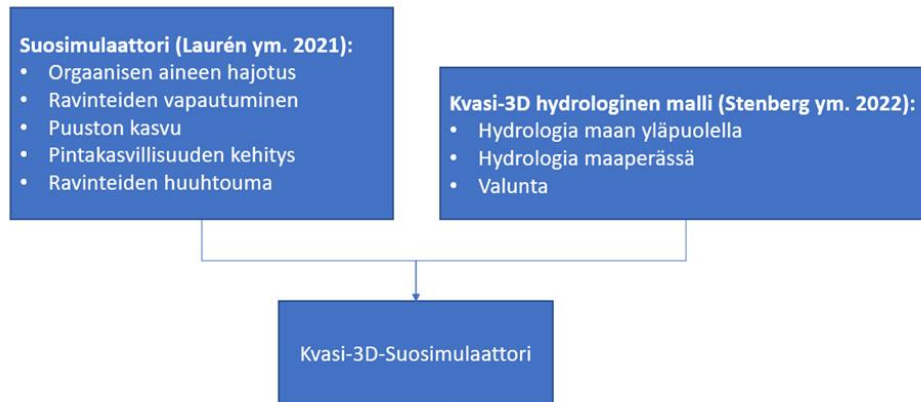 Suosimulaattori (Laurén ym. 2021):
• Orgaanisen aineen hajotus
• Ravinteiden vapautuminen
• Puuston kasvu
• Pintakasvillisuuden kehitys
• Ravinteiden huuhtouma
Kvasi-3D hydrologinen malli (Stenberg ym. 2022):
• Hydrologia maan yläpuolella
• Hydrologia maaperässä
• Valunta
Kvasi-3D-Suosimulaattori